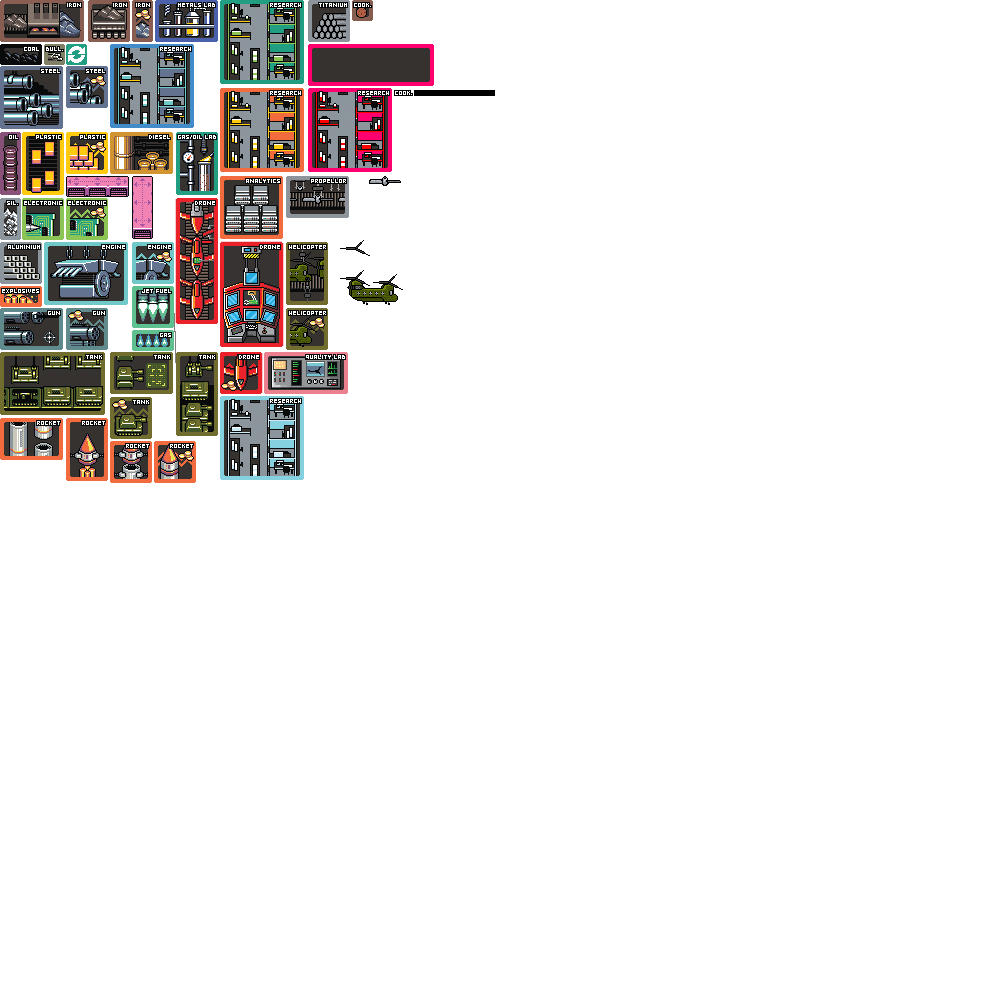 IRON
IRON
IRON
METALS LAB
RESEARCH
TITANIUM
COOK.
COAL
BULL.
RESEARCH
STEEL
STEEL
RESEARCH
RESEARCH
COOK.
OIL
PLASTIC
PLASTIC
DIESEL
GAS/OIL LAB
ANALYTICS
PROPELLOR
SIL.
ELECTRONIC
ELECTRONIC
DRONE
ALUMINIUM
ENGINE
ENGINE
DRONE
HELICOPTER
EXPLOSIVES
JET FUEL
GUN
GUN
HELICOPTER
GAS
TANK
TANK
TANK
DRONE
QUALITY LAB
TANK
RESEARCH
ROCKET
ROCKET
ROCKET
ROCKET